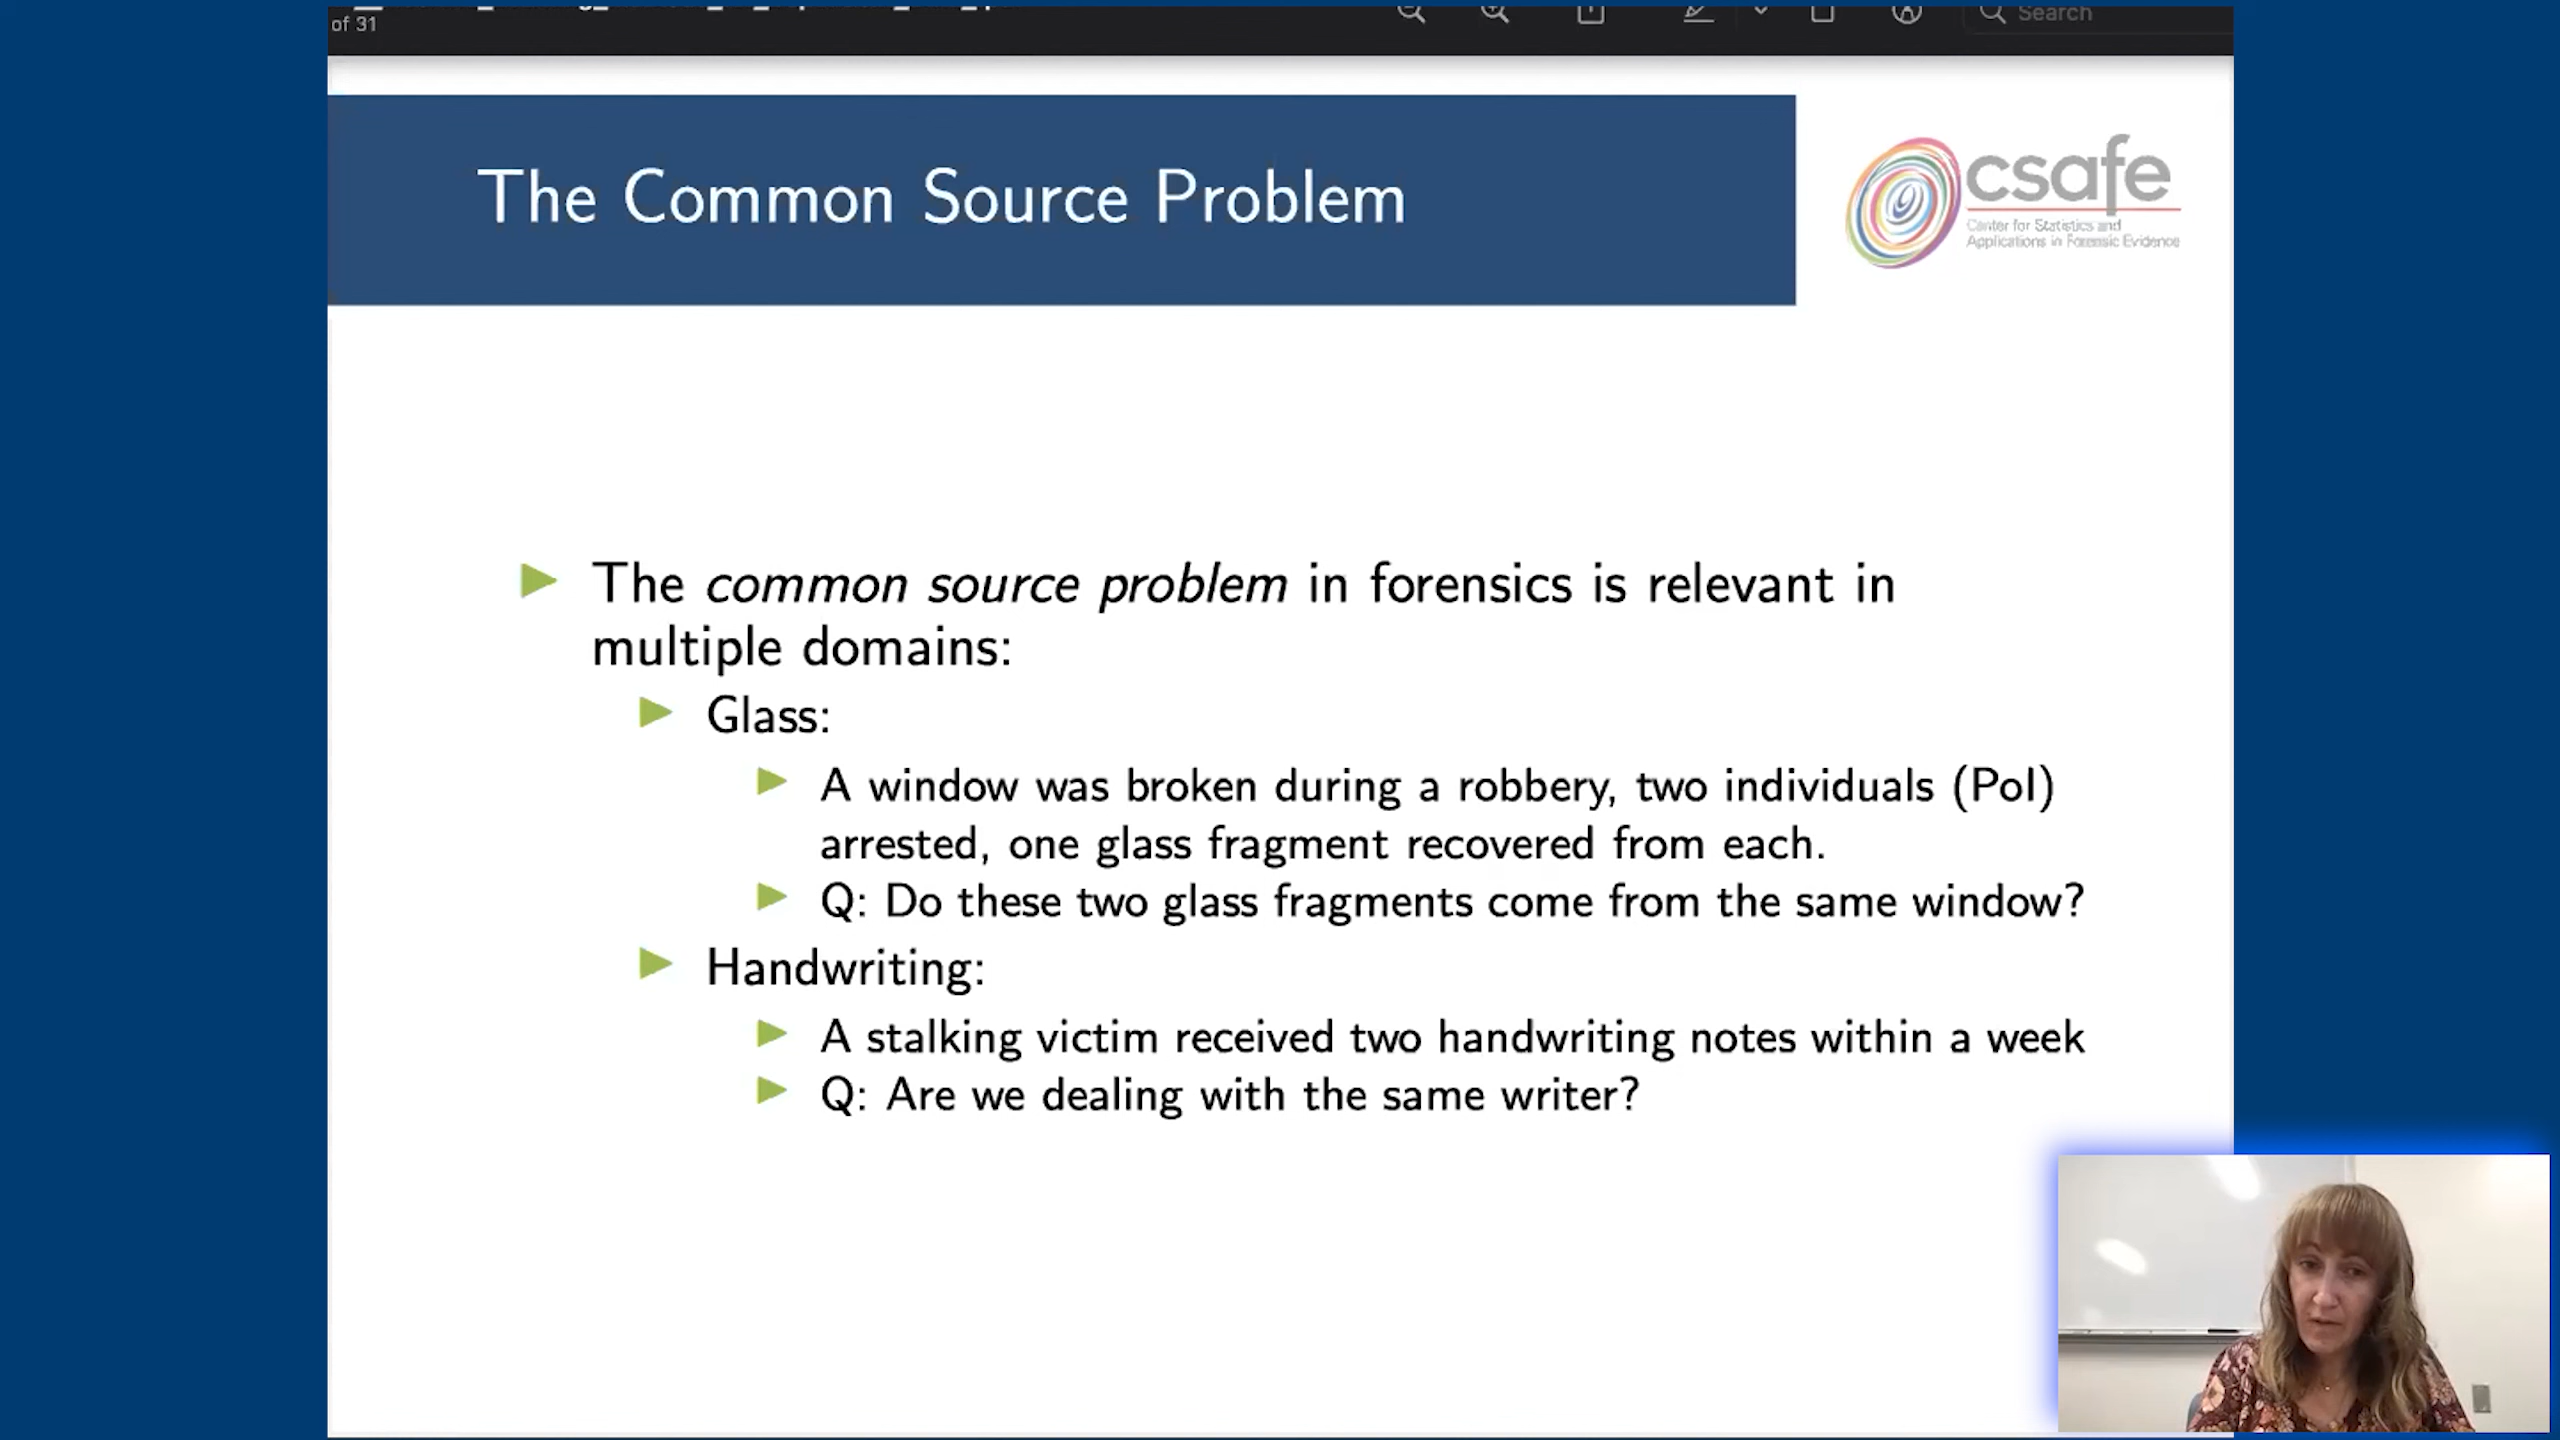 of 31
Search
The Common Source Problem
csafe
Center for Statistics and
Applications in Forensic Evidence
The common source problem in forensics is relevant in
multiple domains:
Glass:
A window was broken during a robbery, two individuals (PoI)
arrested, one glass fragment recovered from each.
Q: Do these two glass fragments come from the same window?
Handwriting:
A stalking victim received two handwriting notes within a week
Q: Are we dealing with the same writer?